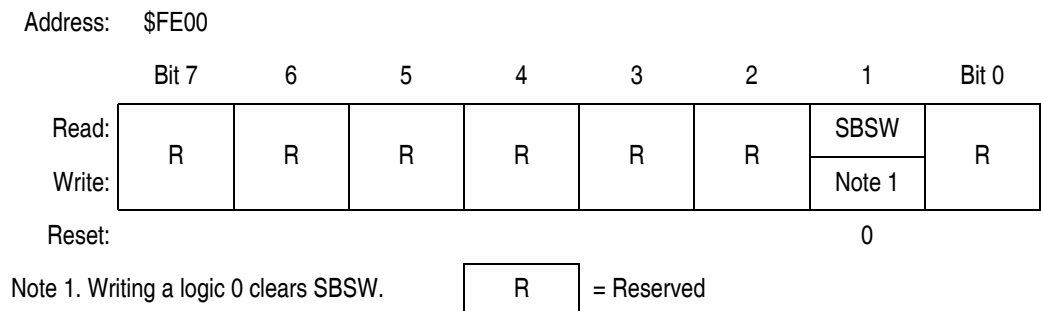 Address: $FE00
Bit 7 6 5 4 3 2 1 Bit 0
Read: R R R R R R SBSW R
Write: Note 1
Reset: 0
Note 1. Writing a logic 0 clears SBSW. R = Reserved